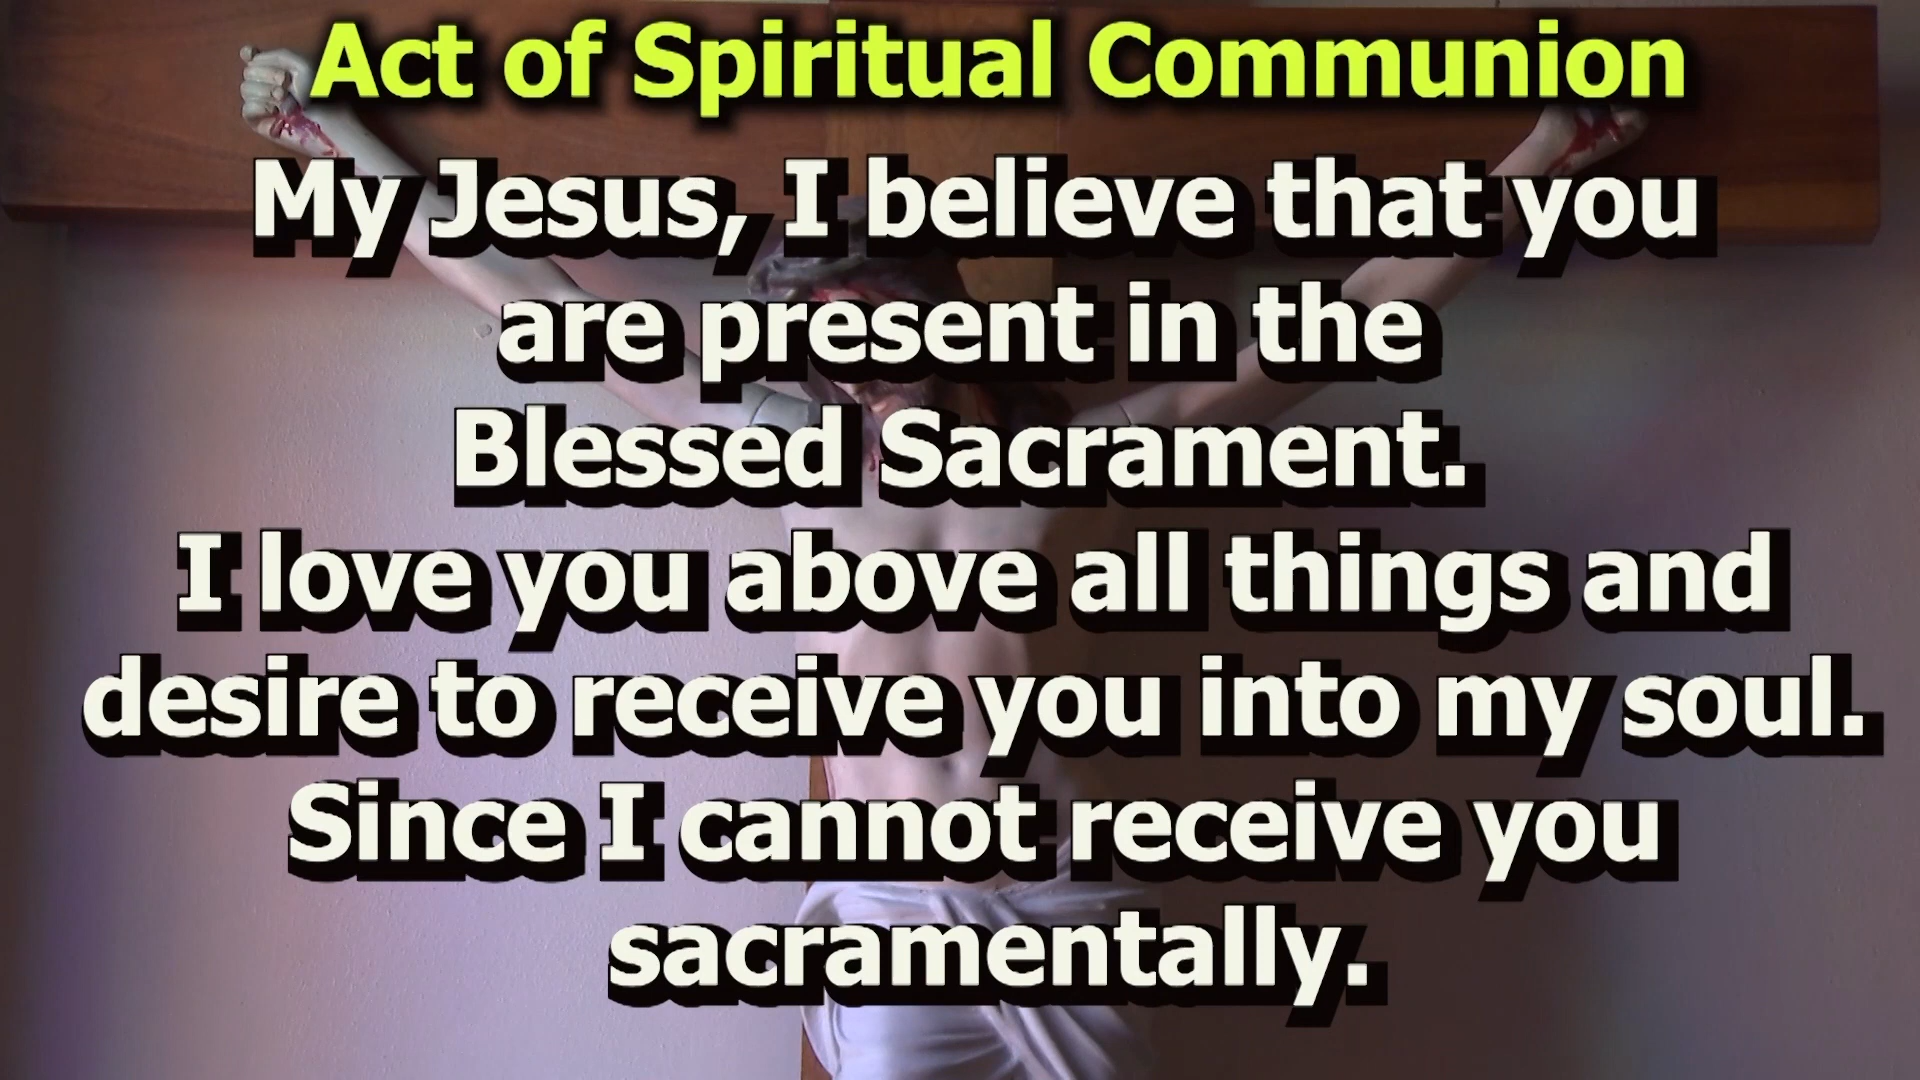 Act of Spiritual Communion
My Jesus, I believe that you
are present in the
Blessed Sacrament.
I love you above all things and
desire to receive you into my soul.
Since I cannot receive you
sacramentally.